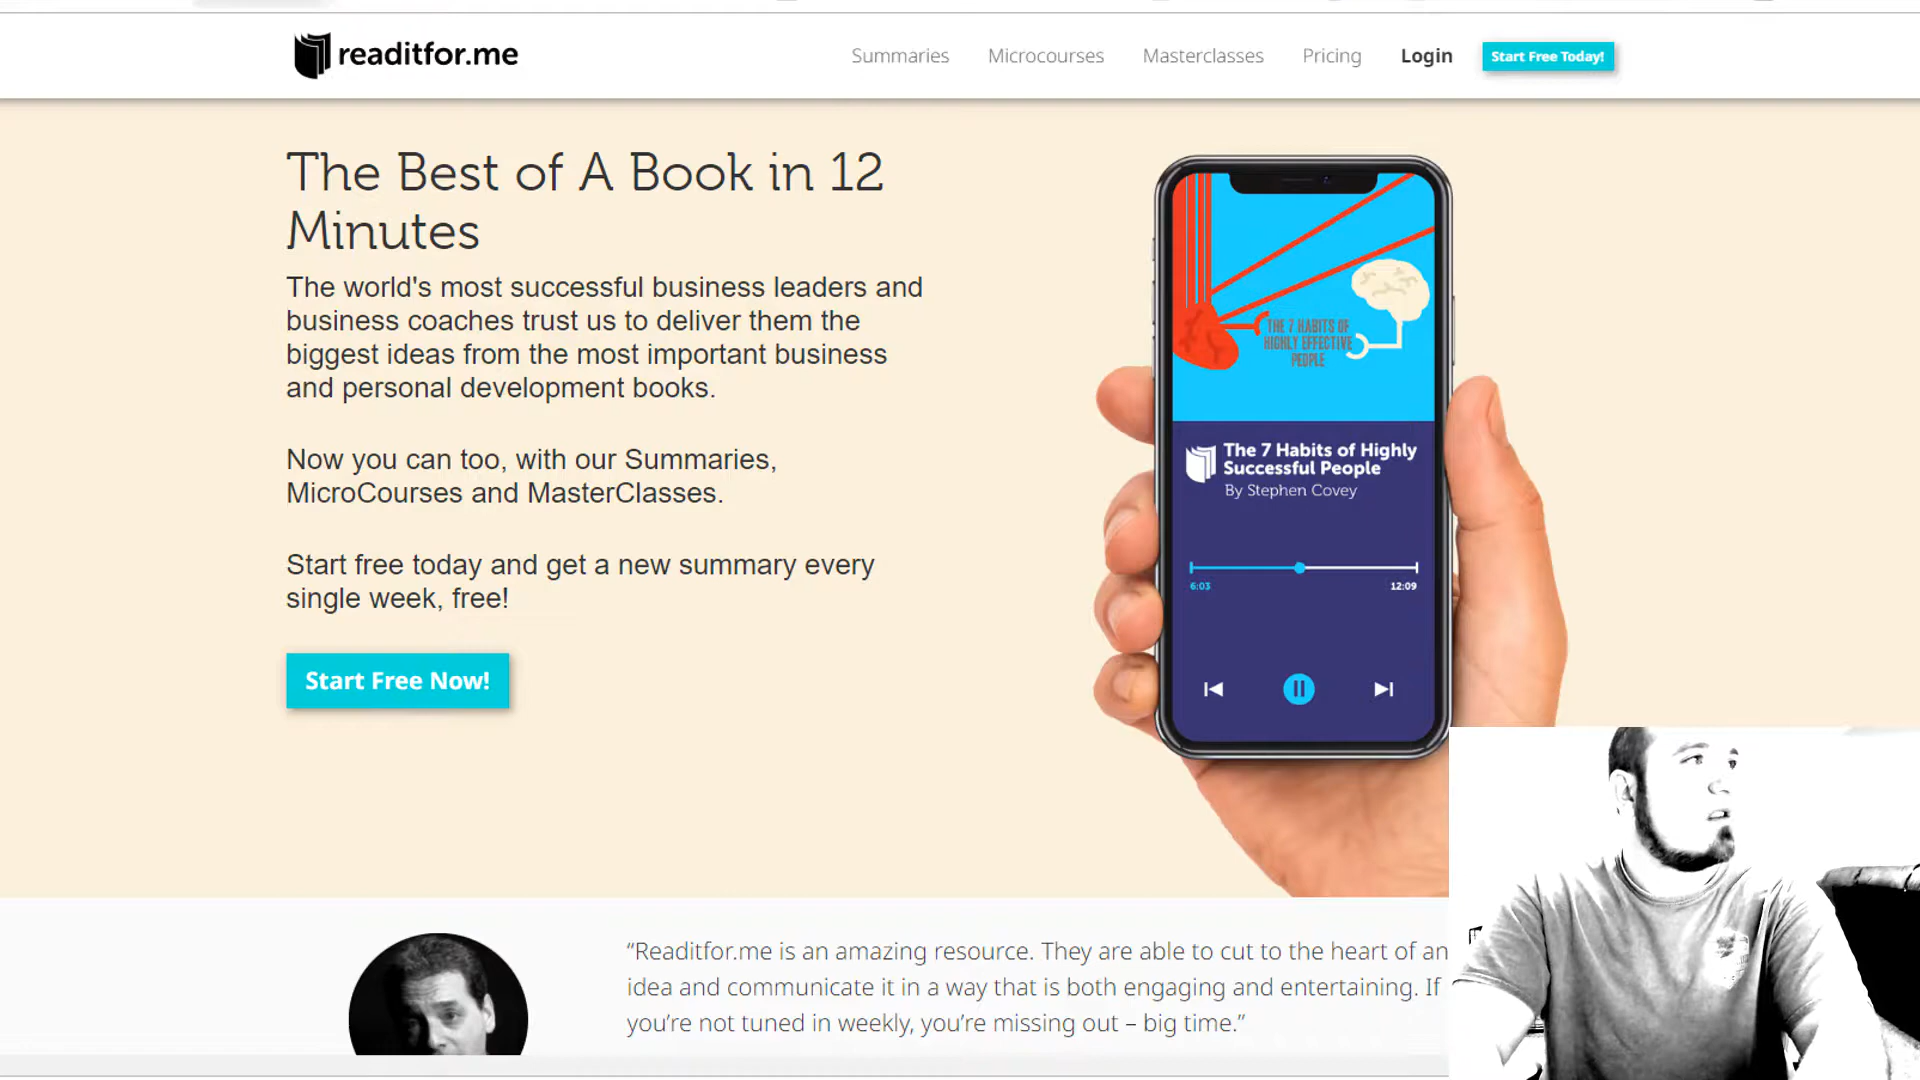 readitfor.me
Summaries
Microcourses
Masterclasses
Pricing
Login
Start Free Today!
The Best of A Book in 12
Minutes
The world's most successful business leaders and
business coaches trust us to deliver them the
biggest ideas from the most important business
and personal development books.
Now you can too, with our Summaries,
MicroCourses and MasterClasses.
Start free today and get a new summary every
single week, free!
Start Free Now!
THE 7 HABITS OF
HIGHLY EFFECTIVE
PEOPLE
The 7 Habits of Highly
Successful People
By Stephen Covey
6:03
12:09
“Readitfor.me is an amazing resource. They are able to cut to the heart of an
idea and communicate it in a way that is both engaging and entertaining. If
you’re not tuned in weekly, you’re missing out – big time.”